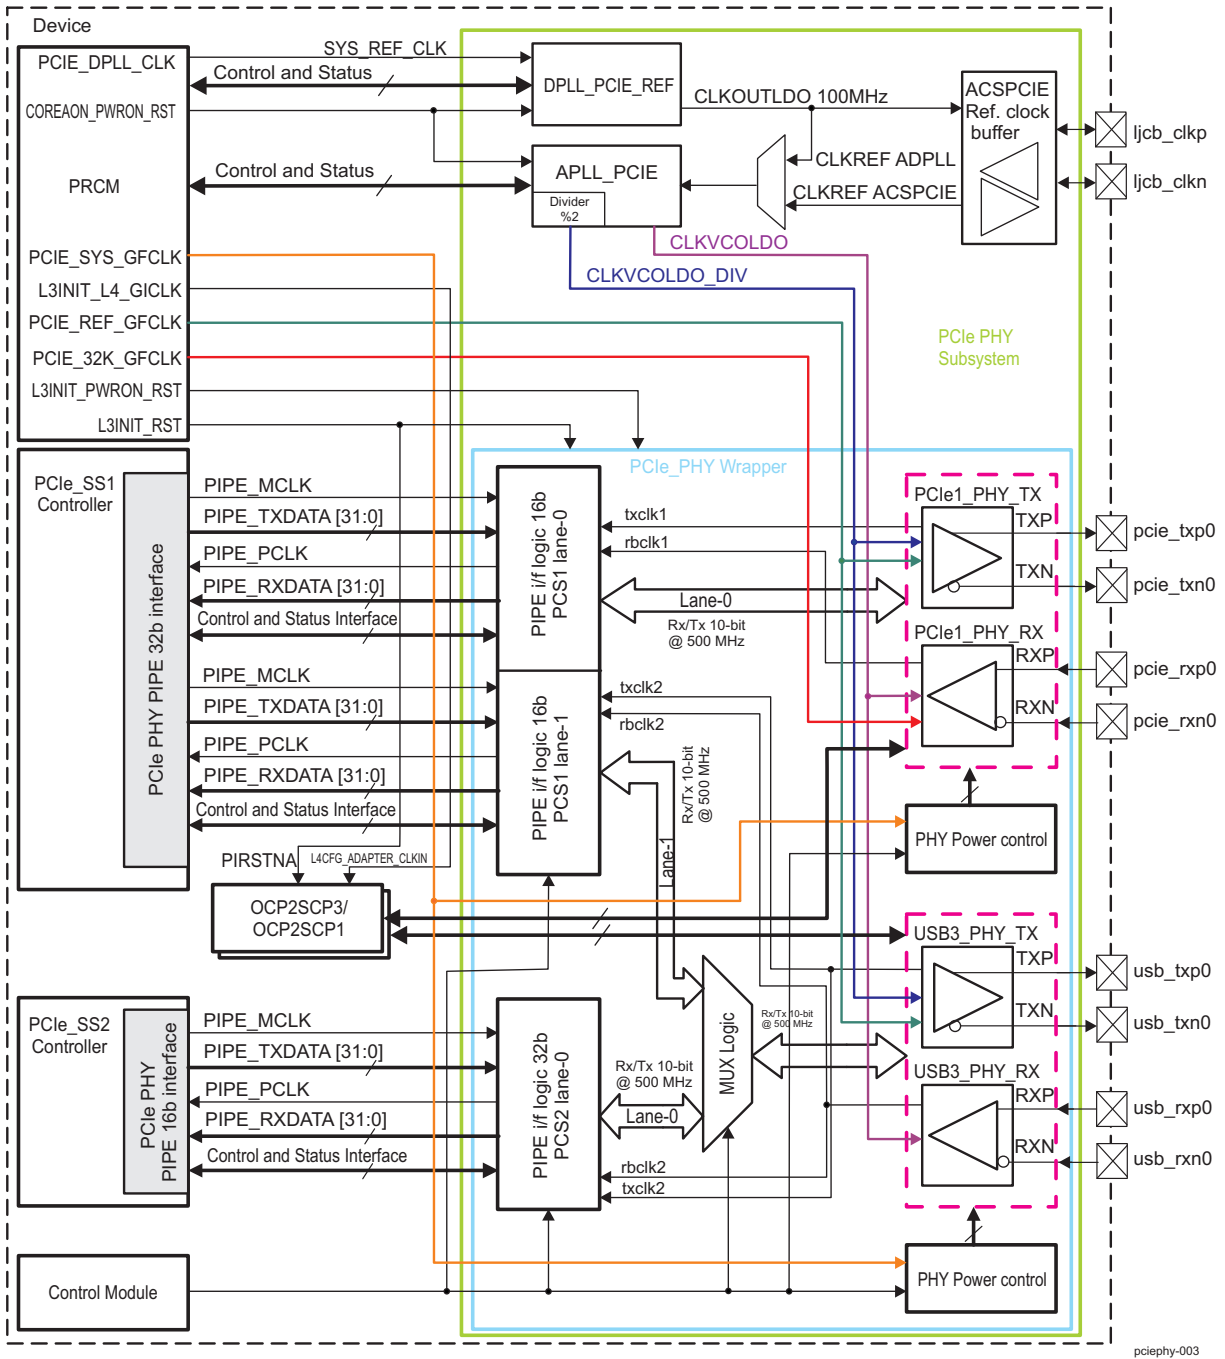 Device
PCIE_DPLL_CLK
SYS_REF_CLK
Control and Status
COREAON_PWRON_RST
DPLL_PCIE_REF
CLKOUTLDO 100MHz
ACSPCIE
Ref. clock
buffer
ljcb_clkp
PRCM
Control and Status
APLL_PCIE
Divider
%2
CLKREF ADPLL
CLKREF ACSPCIE
ljcb_clkn
PCIE_SYS_GFCLK
CLKVCOLDO
L3INIT_L4_GICLK
CLKVCOLDO_DIV
PCIE_REF_GFCLK
PCIE_32K_GFCLK
PCIe PHY
Subsystem
L3INIT_PWRON_RST
L3INIT_RST
PCIe_PHY Wrapper
PCIe_SS1
Controller
PCIe PHY PIPE 32b interface
PIPE_MCLK
PIPE_TXDATA [31:0]
PIPE_PCLK
PIPE_RXDATA [31:0]
Control and Status Interface
PIPE i/f logic 16b
PCS1 lane-0
txclk1
rbclk1
Lane-0
Rx/Tx 10-bit
@ 500 MHz
PCIe1_PHY_TX
TXP
TXN
pcie_txp0
pcie_txn0
PCIe1_PHY_RX
RXP
RXN
pcie_rxp0
pcie_rxn0
PIPE_MCLK
PIPE_TXDATA [31:0]
PIPE_PCLK
PIPE_RXDATA [31:0]
Control and Status Interface
PIPE i/f logic 16b
PCS1 lane-1
txclk2
rbclk2
Rx/Tx 10-bit
@ 500 MHz
Lane-1
PHY Power control
PIRSTNA
L4CFG_ADAPTER_CLKIN
OCP2SCP3/
OCP2SCP1
USB3_PHY_TX
TXP
TXN
usb_txp0
usb_txn0
PCIe_SS2
Controller
PCIe PHY
PIPE 16b interface
PIPE_MCLK
PIPE_TXDATA [31:0]
PIPE_PCLK
PIPE_RXDATA [31:0]
Control and Status Interface
PIPE i/f logic 32b
PCS2 lane-0
Rx/Tx 10-bit
@ 500 MHz
Lane-0
MUX Logic
Rx/Tx 10-bit
@ 500 MHz
USB3_PHY_RX
RXP
RXN
usb_rxp0
usb_rxn0
rbclk2
txclk2
Control Module
PHY Power control
pciephy-003